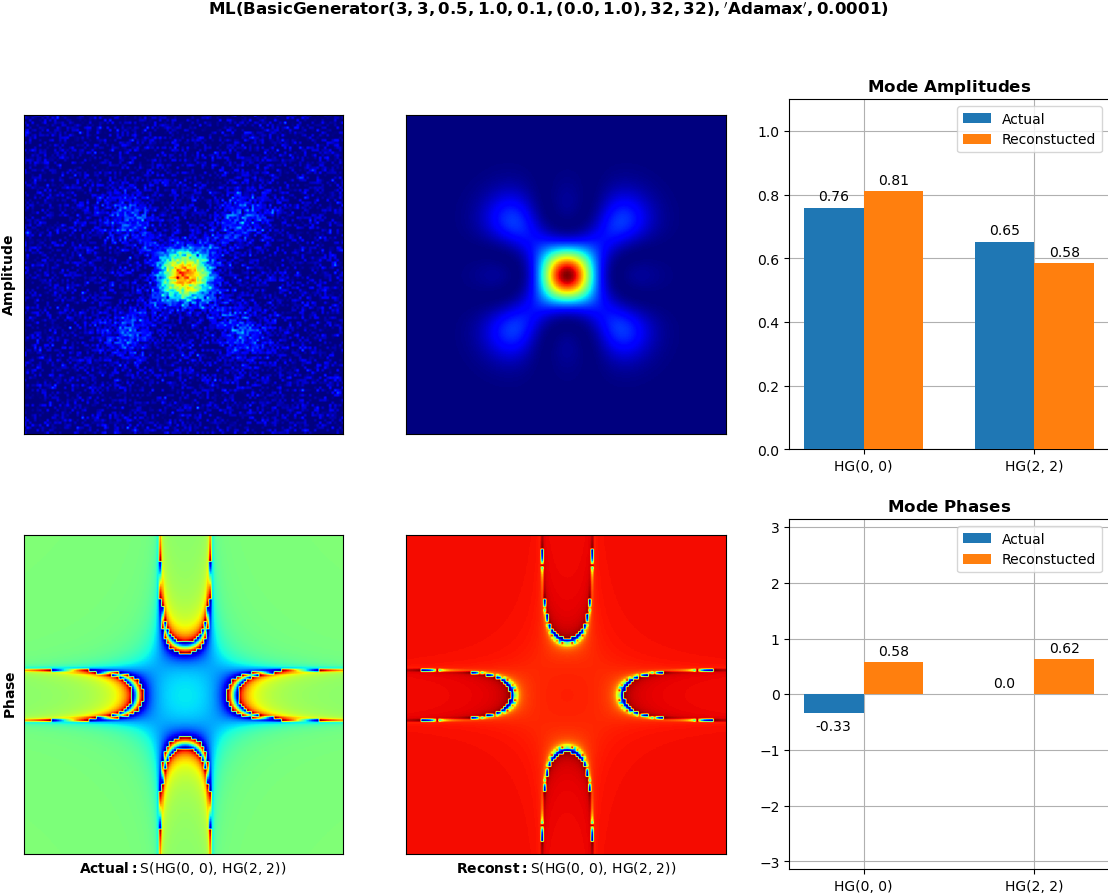 ML(BasicGenerator(3, 3, 0.5, 1.0, 0.1, (0.0, 1.0), 32, 32), 'Adamax', 0.0001)
Amplitude
Mode Amplitudes
Actual
Reconstucted
1.0
0.8
0.6
0.4
0.2
0.0
0.76
0.81
0.65
0.58
HG(0, 0)
HG(2, 2)
Phase
Actual: S(HG(0, 0), HG(2, 2))
Reconst: S(HG(0, 0), HG(2, 2))
Mode Phases
Actual
Reconstucted
3
2
1
0
−1
−2
−3
-0.33
0.58
0.0
0.62
HG(0, 0)
HG(2, 2)